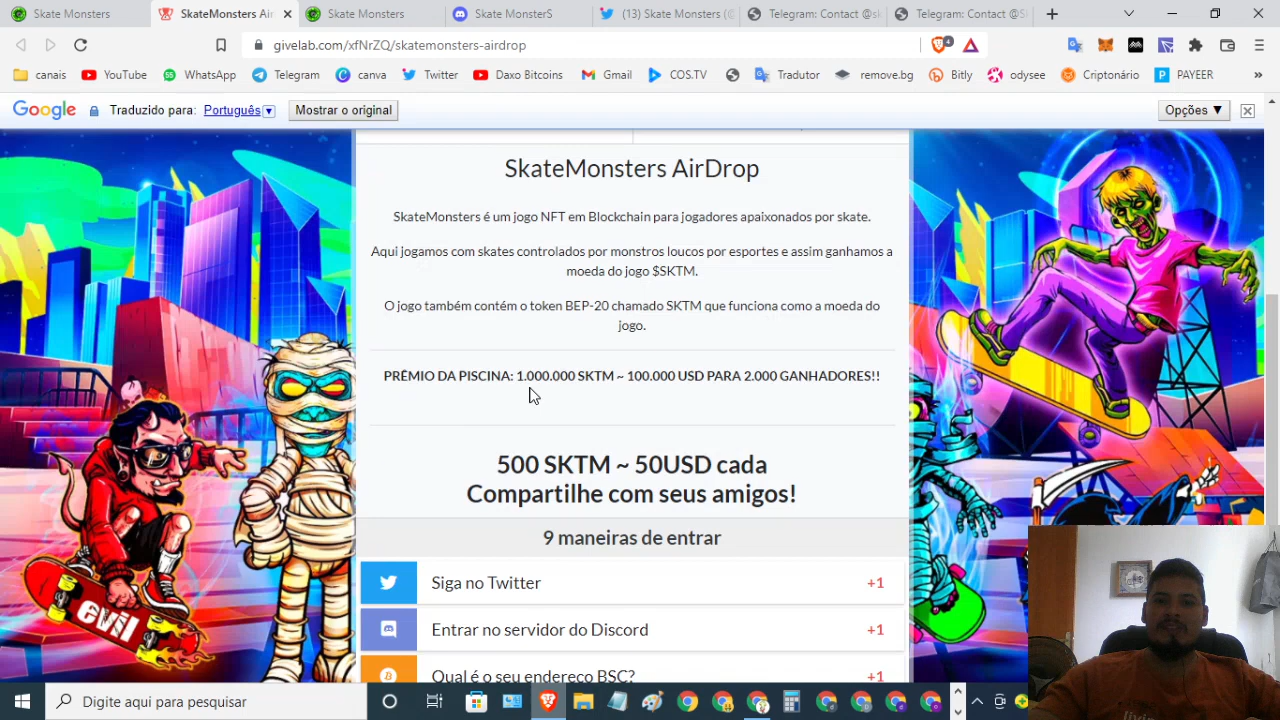 Skate Monsters
SkateMonsters Air
Skate Monsters
Skate MonsterS
(13) Skate Monsters (@
Telegram: Contact @sk
Telegram: Contact @S
givelab.com/xfNrZQ/skatemonsters-airdrop
4
canais
YouTube
WhatsApp
Telegram
canva
Twitter
Daxo Bitcoins
Gmail
COS.TV
Tradutor
remove.bg
Bitly
odysee
Criptonário
PAYEER
»
Google
Traduzido para:
Português
Mostrar o original
Opções ▼
SkateMonsters AirDrop
SkateMonsters é um jogo NFT em Blockchain para jogadores apaixonados por skate.
Aqui jogamos com skates controlados por monstros loucos por esportes e assim ganhamos a
moeda do jogo $SKTM.
O jogo também contém o token BEP-20 chamado SKTM que funciona como a moeda do
jogo.
PRÊMIO DA PISCINA: 1.000.000 SKTM ~ 100.000 USD PARA 2.000 GANHADORES!!
500 SKTM ~ 50USD cada
Compartilhe com seus amigos!
9 maneiras de entrar
Siga no Twitter
+1
Entrar no servidor do Discord
+1
Qual é o seu endereço BSC?
+1
evil
Digite aqui para pesquisar